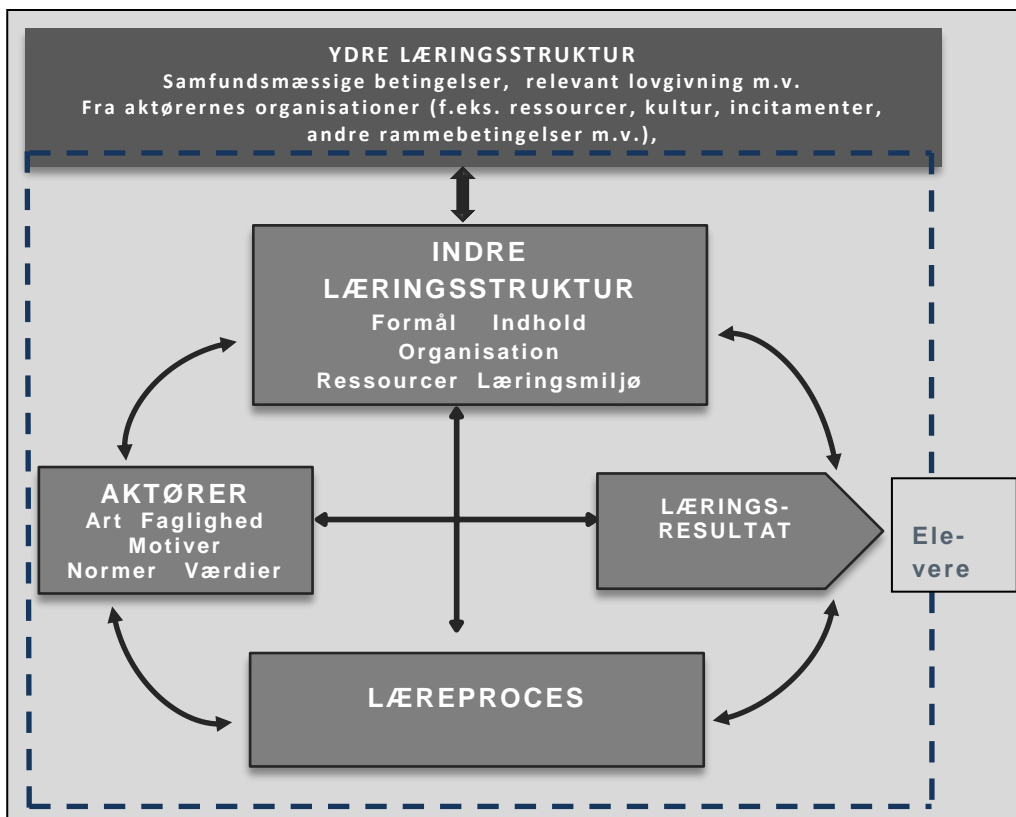 YDRE LÆRINGSSTRUKTUR
Samfundsmæssige betingelser, relevant lovgivning m.v.
Fra aktørernes organisationer (f.eks. ressourcer, kultur, incitamenter,
andre rammebetingelser m.v.),
INDRE
LÆRINGSSTRUKTUR
Formål Indhold
Organisation
Ressourcer Læringsmiljø
AKTØRER
Art Faglighed
Motiver
Normer Værdier
LÆRINGS-
RESULTAT
Ele-
vere
LÆREPROCES